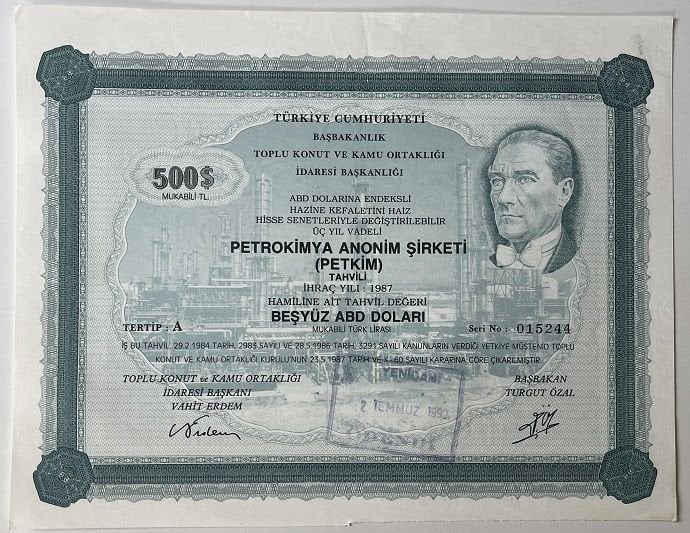 TÜRKİYE CUMHURİYETİ
BAŞBAKANLIK
TOPLU KONUT VE KAMU ORTAKLIĞI
İDARESİ BAŞKANLIĞI
500$
MUKABİLİ TL.
ABD DOLARINA ENDEKSLİ
HAZİNE KEFALETİNİ HAİZ
HİSSE SENETLERİYLE DEĞİŞTİRİLEBİLİR
ÜÇ YIL VADELİ
PETROKİMYA ANONİM ŞİRKETİ
(PETKİM)
TAHVİLİ
İHRAÇ YILI : 1987
HAMİLİNE AİT TAHVİL DEĞERİ
BEŞYÜZ ABD DOLARI
MUKABİLİ TÜRK LİRASI
TERTİP : A
Seri No : 015244
İŞ BU TAHVİL, 29.2.1984 TARİH, 2983 SAYILI VE 28.5.1986 TARİH, 3291 SAYILI KANUNLARIN VERDİĞİ YETKİYE MÜSTENİD TOPLU
KONUT VE KAMU ORTAKLIĞI KURULU'NUN 23.5.1987 TARİH VE K-60 SAYILI KARARINA GÖRE ÇIKARILMIŞTIR.
TOPLU KONUT ve KAMU ORTAKLIĞI
İDARESİ BAŞKANI
VAHİT ERDEM
BAŞBAKAN
TURGUT ÖZAL
YENİCAMİ
2 TEMMUZ 1990
ÖDENDİ